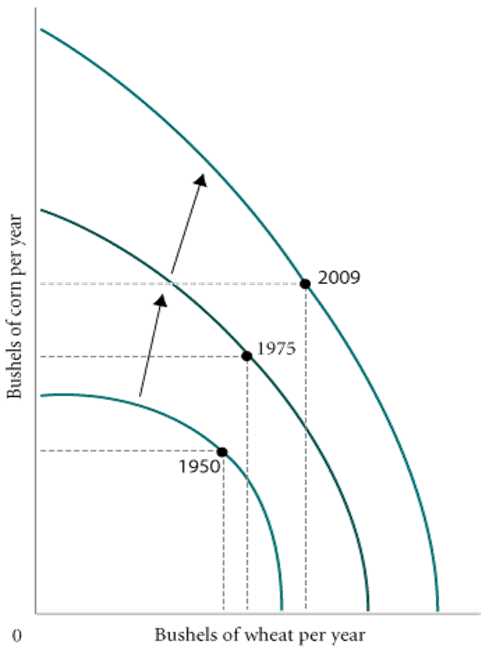 Bushels of corn per year
2009
1975
1950
0
Bushels of wheat per year